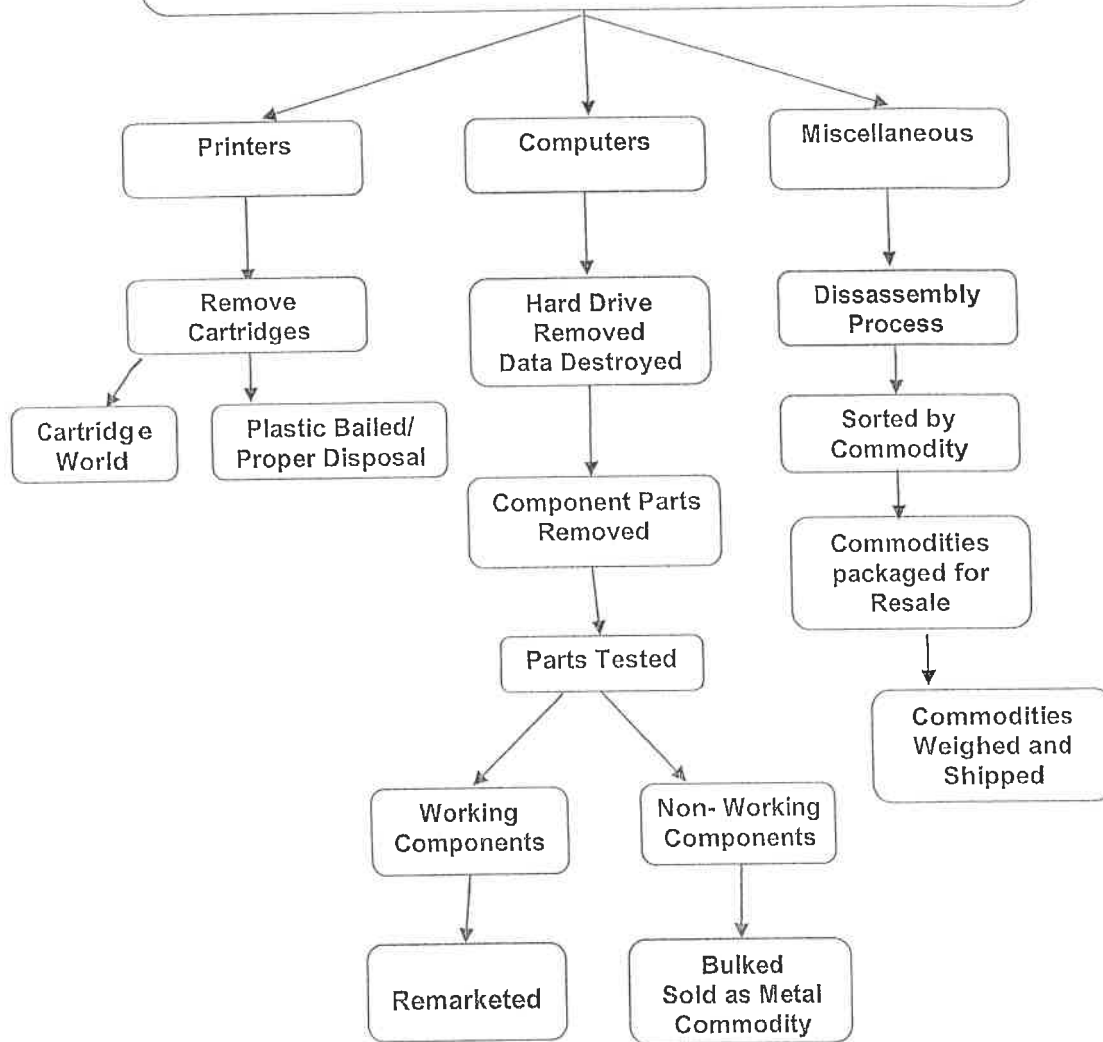 Printers
Computers
Miscellaneous
Remove
Cartridges
Hard Drive
Removed
Data Destroyed
Dissassembly
Process
Cartridge
World
Plastic Bailed/
Proper Disposal
Sorted by
Commodity
Component Parts
Removed
Commodities
packaged for
Resale
Parts Tested
Commodities
Weighed and
Shipped
Working
Components
Non- Working
Components
Remarketed
Bulked
Sold as Metal
Commodity